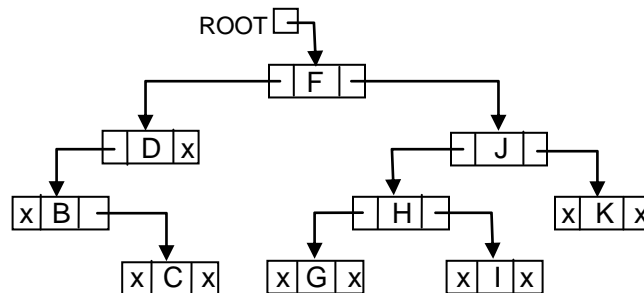 ROOT
F
D x J
x B H x K x
x C x x G x x I x